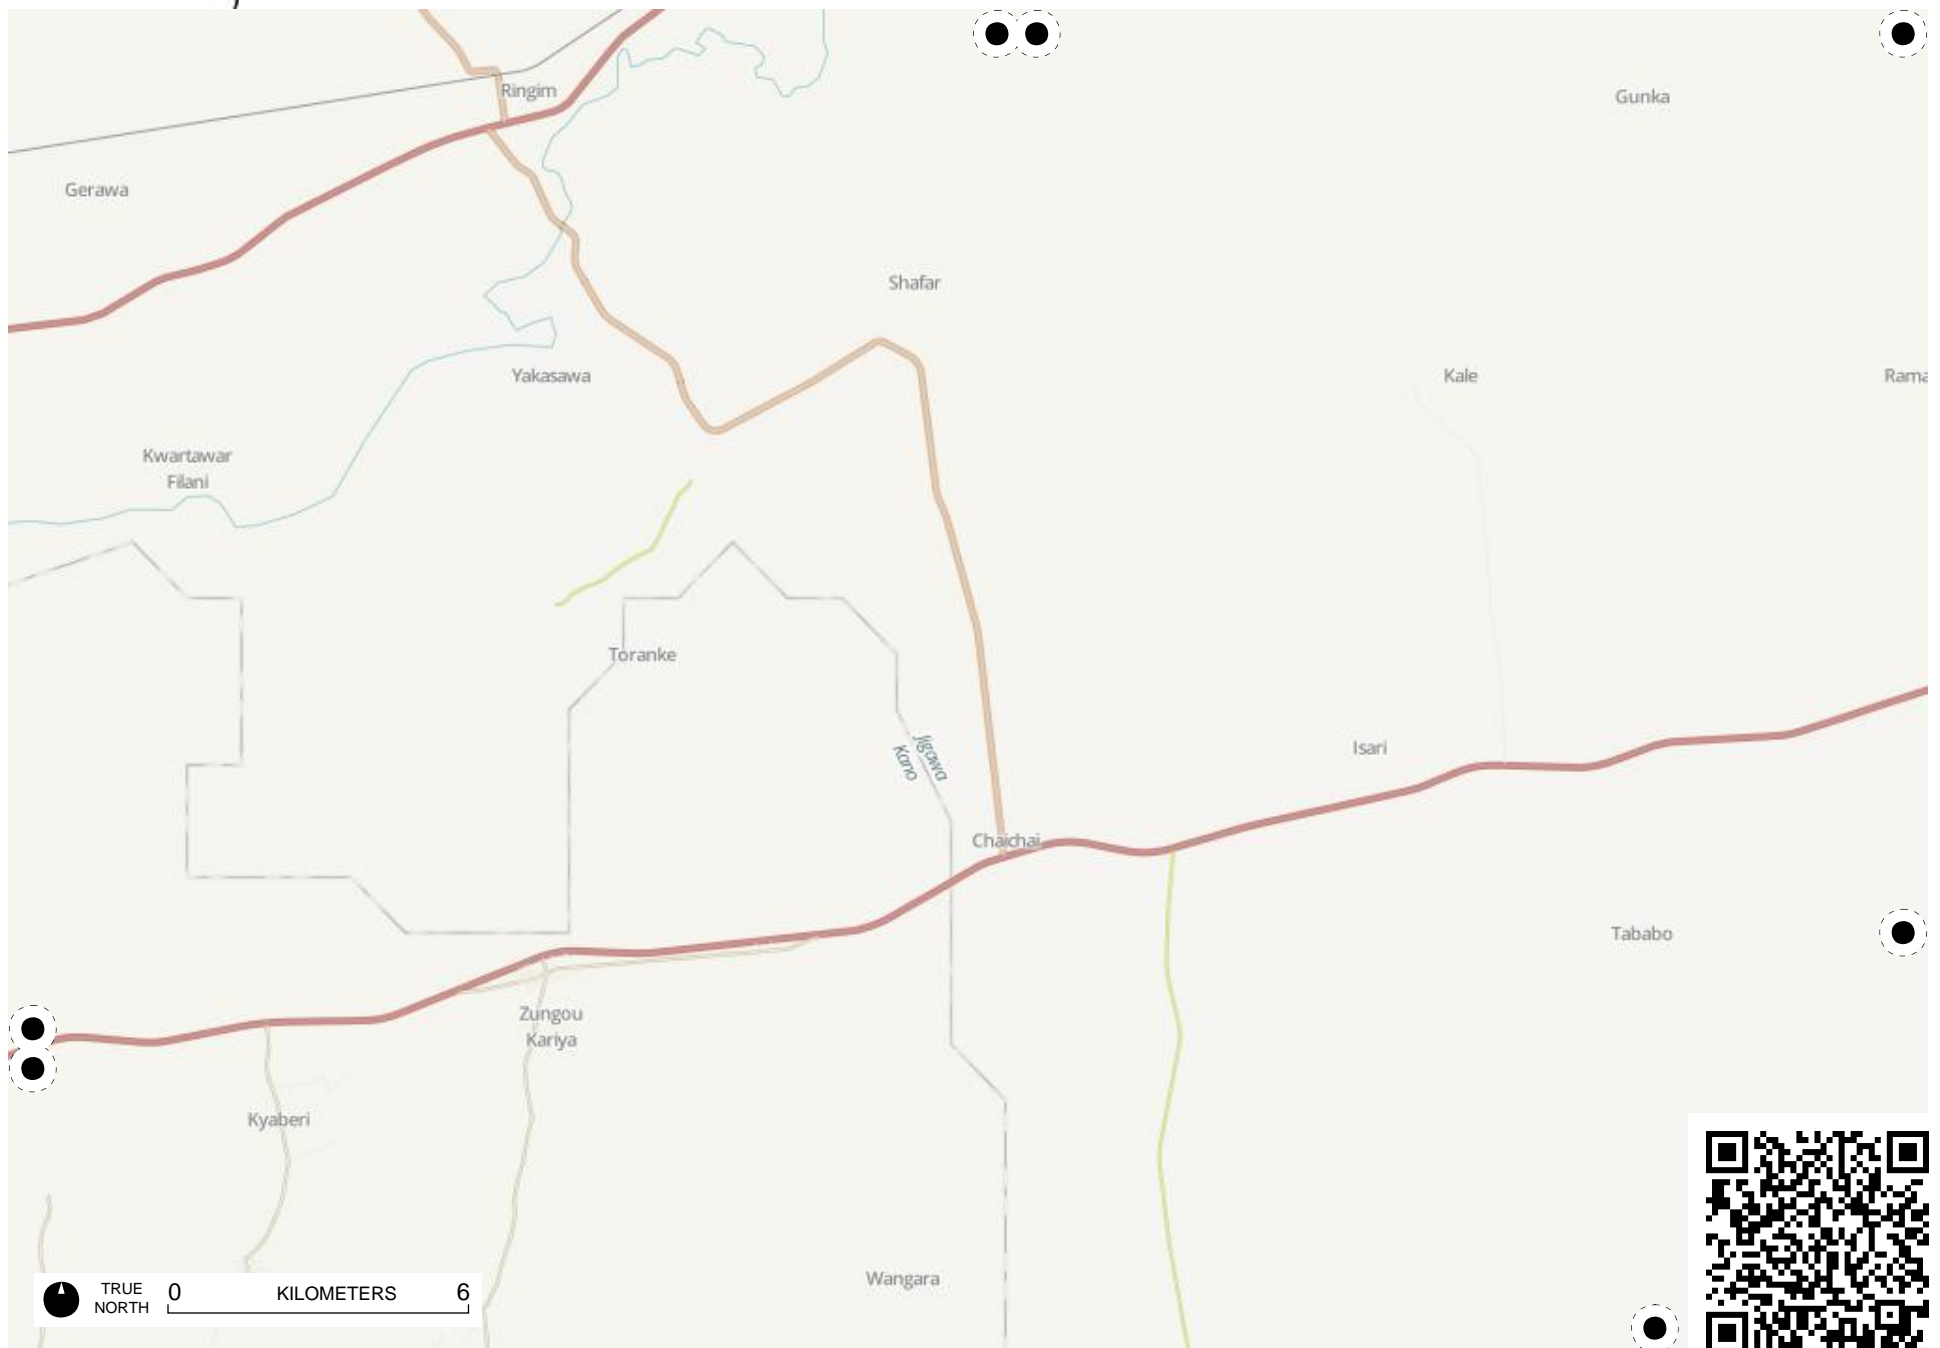 Ringim
Gunka
Gerawa
Shafar
Yakasawa
Kale
Rama
Kwartawar
Filani
Toranke
Jigawa
Kano
Isari
Chaichai
Tababo
Zungou
Kariya
Kyaberi
Wangara
TRUE
NORTH
0 KILOMETERS 6